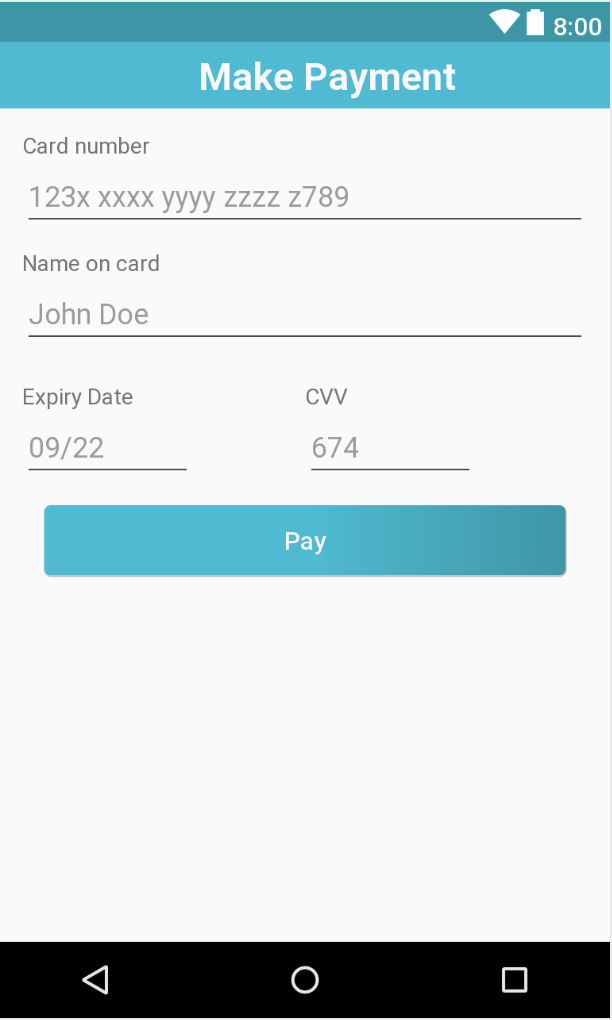 8:00
Make Payment
Card number
123x xxxx yyyy zzzz z789
Name on card
John Doe
Expiry Date CVV
09/22 674
Pay